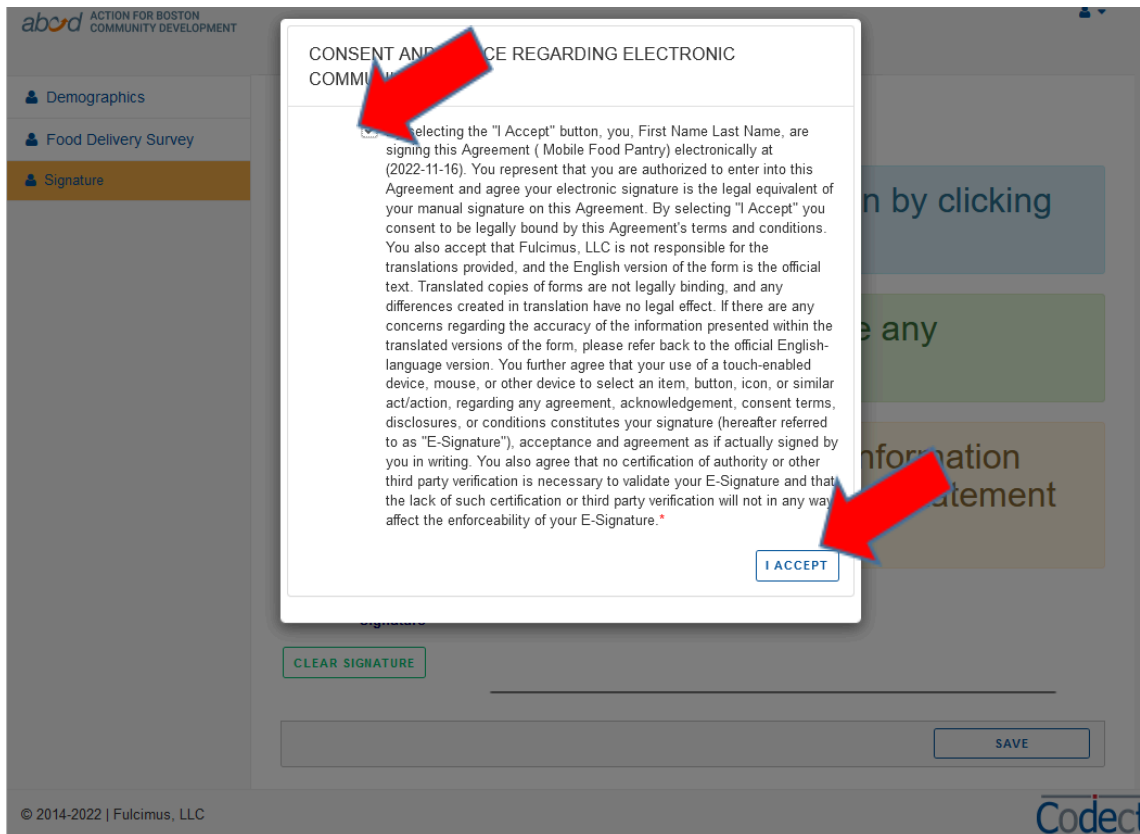 abcd ACTION FOR BOSTON
COMMUNITY DEVELOPMENT
Demographics
Food Delivery Survey
Signature
CONSENT AND CE REGARDING ELECTRONIC
COMMU
selecting the "I Accept" button, you, First Name Last Name, are
signing this Agreement ( Mobile Food Pantry) electronically at
(2022-11-16). You represent that you are authorized to enter into this
Agreement and agree your electronic signature is the legal equivalent of
your manual signature on this Agreement. By selecting "I Accept" you
consent to be legally bound by this Agreement's terms and conditions.
You also accept that Fulcimus, LLC is not responsible for the
translations provided, and the English version of the form is the official
text. Translated copies of forms are not legally binding, and any
differences created in translation have no legal effect. If there are any
concerns regarding the accuracy of the information presented within the
translated versions of the form, please refer back to the official English-
language version. You further agree that your use of a touch-enabled
device, mouse, or other device to select an item, button, icon, or similar
act/action, regarding any agreement, acknowledgement, consent terms,
disclosures, or conditions constitutes your signature (hereafter referred
to as "E-Signature"), acceptance and agreement as if actually signed by
you in writing. You also agree that no certification of authority or other
third party verification is necessary to validate your E-Signature and that
the lack of such certification or third party verification will not in any way
affect the enforceability of your E-Signature.*
I ACCEPT
n by clicking
e any
nformation
atement
Signature
CLEAR SIGNATURE
SAVE
© 2014-2022 | Fulcimus, LLC
Codect